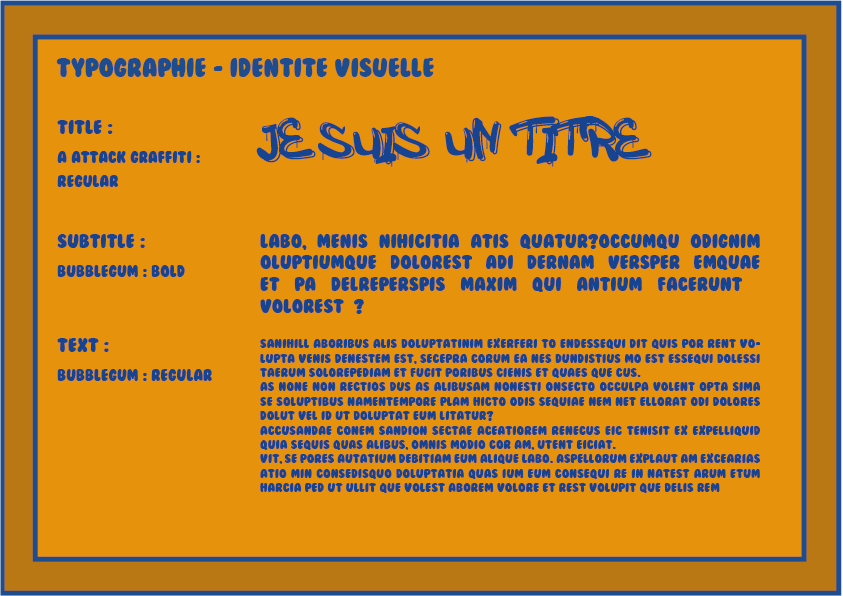 TYPOGRAPHIE - IDENTITE VISUELLE
TITLE :
A ATTACK GRAFFITI :
REGULAR
JE SUIS UN TITRE
SUBTITLE :
BUBBLEGUM : BOLD
LABO, MENIS NIHICITIA ATIS QUATUR?OCCUMQU ODIGNIM
OLUPTIUMQUE DOLOREST ADI DERNAM VERSPER EMQUAE
ET PA DELREPERSPIS MAXIM QUI ANTIUM FACERUNT
VOLOREST ?
TEXT :
BUBBLEGUM : REGULAR
SANIHILL ABORIBUS ALIS DOLUPTATINIM EXERFERI TO ENDESSEQUI DIT QUIS POR RENT VO-
LUPTA VENIS DENESTEM EST, SECEPRA CORUM EA NES DUNDISTIUS MO EST ESSEQUI DOLESSI
TAERUM SOLOREPEDIAM ET FUGIT PORIBUS CIENIS ET QUAES QUE CUS.
AS NONE NON RECTIOS DUS AS ALIBUSAM NONESTI ONSECTO OCCULPA VOLENT OPTA SIMA
SE SOLUPTIBUS NAMENTEMPORE PLAM HICTO ODIS SEQUIAE NEM NET ELLORAT ODI DOLORES
DOLUT VEL ID UT DOLUPTAT EUM LITATUR?
ACCUSANDAE CONEM SANDION SECTAE ACEATIOREM RENECUS EIC TENISIT EX EXPELLIQUID
QUIA SEQUIS QUAS ALIBUS, OMNIS MODIO COR AM, UTENT EICIAT.
VIT, SE PORES AUTATIUM DEBITIAM EUM ALIQUE LABO. ASPELLORUM EXPLAUT AM EXCEARIAS
ATIO MIN CONSEDISQUO DOLUPTATIA QUAS IUM EUM CONSEQUI RE IN NATEST ARUM ETUM
HARCIA PED UT ULLIT QUE VOLEST ABOREM VOLORE ET REST VOLUPIT QUE DELIS REM